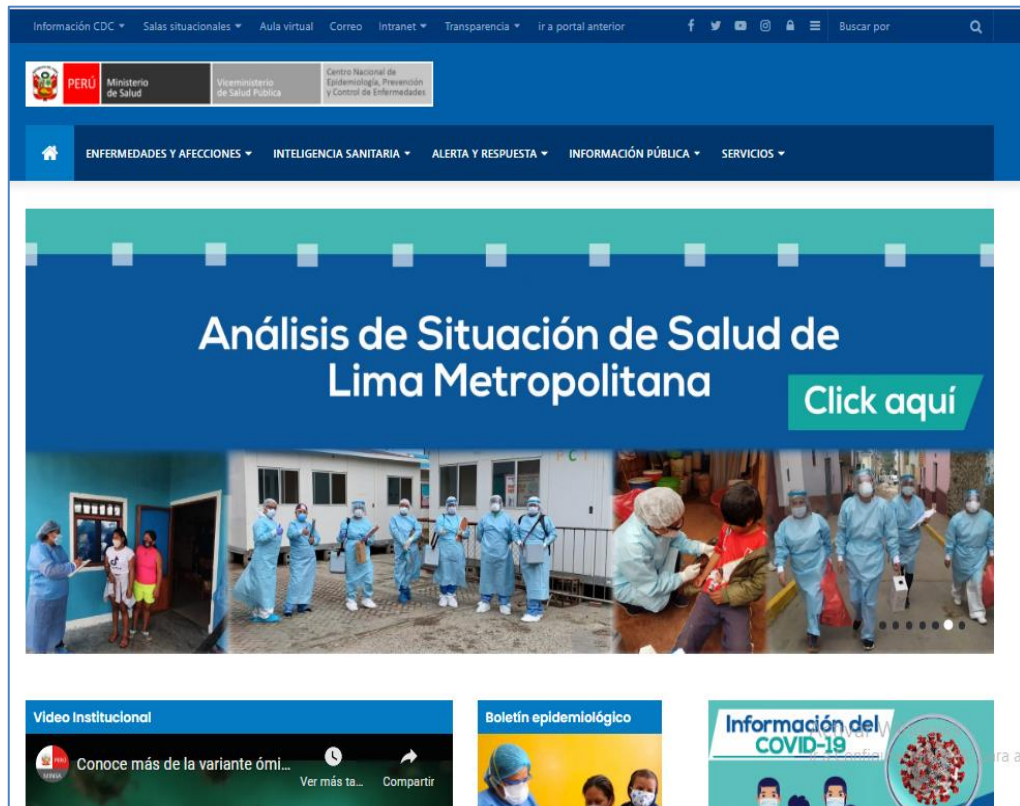 Información CDC Salas situacionales Aula virtual Correo Intranet Transparencia ir a portal anterior Buscar por
PERÚ Ministerio de Salud Viceministerio de Salud Pública Centro Nacional de Epidemiología, Prevención y Control de Enfermedades
ENFERMEDADES Y AFECCIONES INTELIGENCIA SANITARIA ALERTA Y RESPUESTA INFORMACIÓN PÚBLICA SERVICIOS
Análisis de Situación de Salud de
Lima Metropolitana
Click aquí
Video Institucional
Conoce más de la variante ómi...
Ver más ta...
Compartir
Boletín epidemiológico
Información del
COVID-19